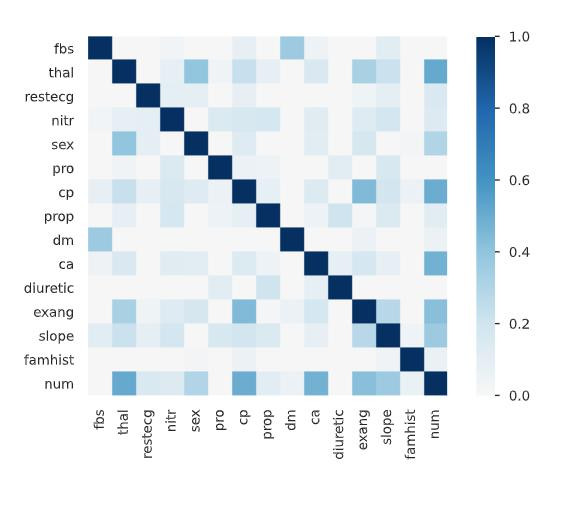 fbs
thal
restecg
nitr
sex
pro
cp
prop
dm
ca
diuretic
exang
slope
famhist
num
fbs
thal
restecg
nitr
sex
pro
cp
prop
dm
ca
diuretic
exang
slope
famhist
num
1.0
0.8
0.6
0.4
0.2
0.0